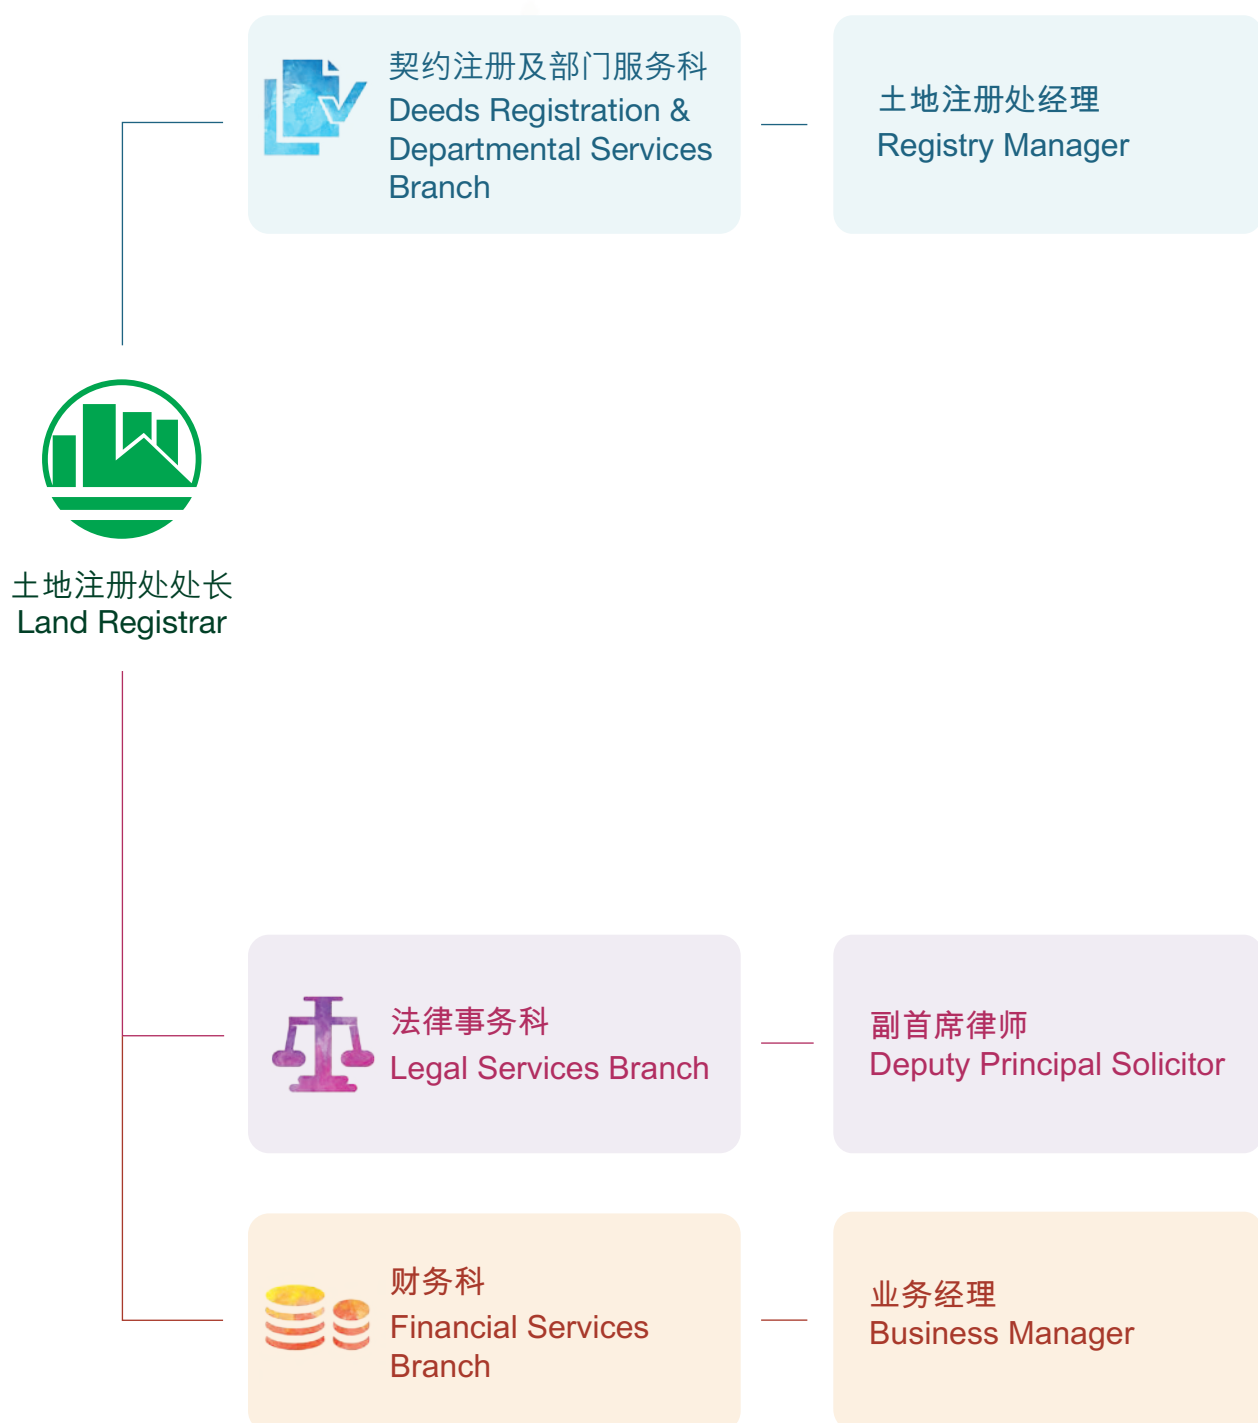 契约注册及部门服务科
Deeds Registration &
Departmental Services
Branch
土地注册处经理
Registry Manager
土地注册处处长
Land Registrar
法律事务科
Legal Services Branch
副首席律师
Deputy Principal Solicitor
财务科
Financial Services
Branch
业务经理
Business Manager